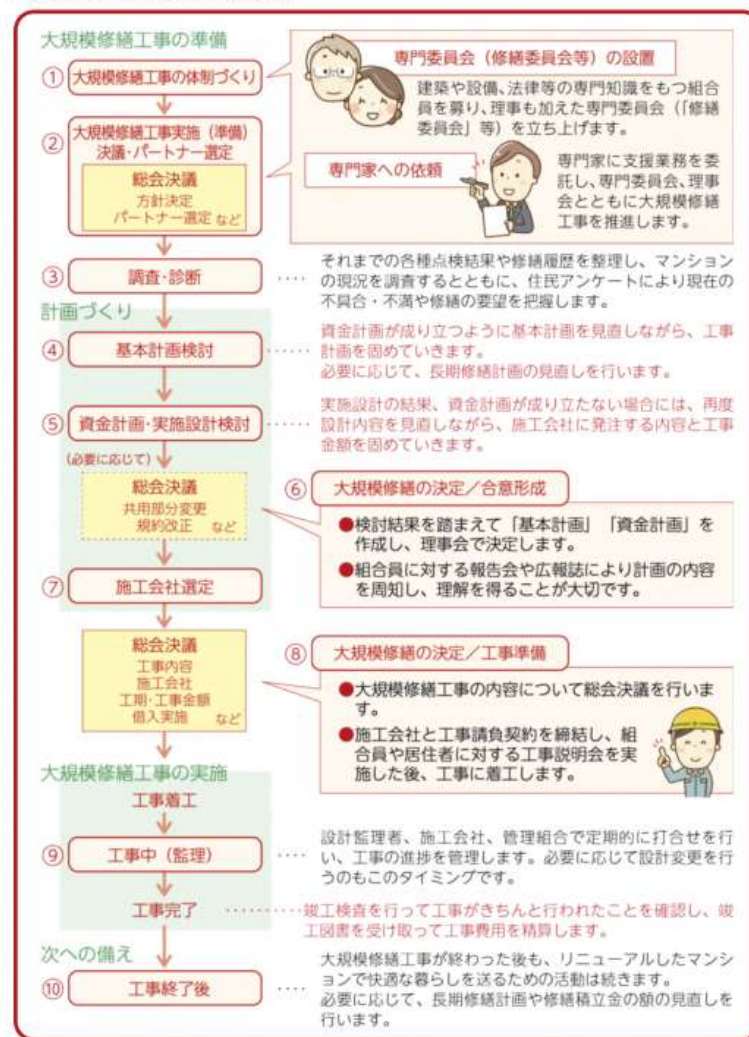 大規模修繕工事の準備
① 大規模修繕工事の体制づくり
専門委員会（修繕委員会等）の設置
建築や設備、法律等の専門知識をもつ組合
員を募り、理事も加えた専門委員会（「修繕
委員会」等）を立ち上げます。
② 大規模修繕工事実施（準備）
決議・パートナー選定
総会決議
方針決定
パートナー選定 など
専門家への依頼
専門家に支援業務を委
託し、専門委員会、理事
会とともに大規模修繕
工事を推進します。
③ 調査・診断
それまでの各種点検結果や修繕履歴を整理し、マンション
の現況を調査するとともに、住民アンケートにより現在の
不具合・不満や修繕の要望を把握します。
計画づくり
④ 基本計画検討
資金計画が成り立つように基本計画を見直しながら、工事
計画を固めていきます。
必要に応じて、長期修繕計画の見直しを行います。
⑤ 資金計画・実施設計検討
実施設計の結果、資金計画が成り立たない場合には、再度
設計内容を見直しながら、施工会社に発注する内容と工事
金額を固めていきます。
（必要に応じて）
総会決議
共用部分変更
規約改正 など
⑥ 大規模修繕の決定／合意形成
●検討結果を踏まえて「基本計画」「資金計画」を
作成し、理事会で決定します。
●組合員に対する報告会や広報誌により計画の内容
を周知し、理解を得ることが大切です。
⑦ 施工会社選定
総会決議
工事内容
施工会社
工期・工事金額
借入実施 など
⑧ 大規模修繕の決定／工事準備
●大規模修繕工事の内容について総会決議を行いま
す。
●施工会社と工事請負契約を締結し、組
合員や居住者に対する工事説明会を実
施した後、工事に着工します。
大規模修繕工事の実施
工事着工
⑨ 工事中（監理）
設計監理者、施工会社、管理組合で定期的に打合せを行
い、工事の進捗を管理します。必要に応じて設計変更を行
うのもこのタイミングです。
工事完了
竣工検査を行って工事がきちんと行われたことを確認し、竣
工図書を受け取って工事費用を精算します。
次への備え
⑩ 工事終了後
大規模修繕工事が終わった後も、リニューアルしたマンショ
ンで快適な暮らしを送るための活動は続きます。
必要に応じて、長期修繕計画や修繕積立金の額の見直しを
行います。